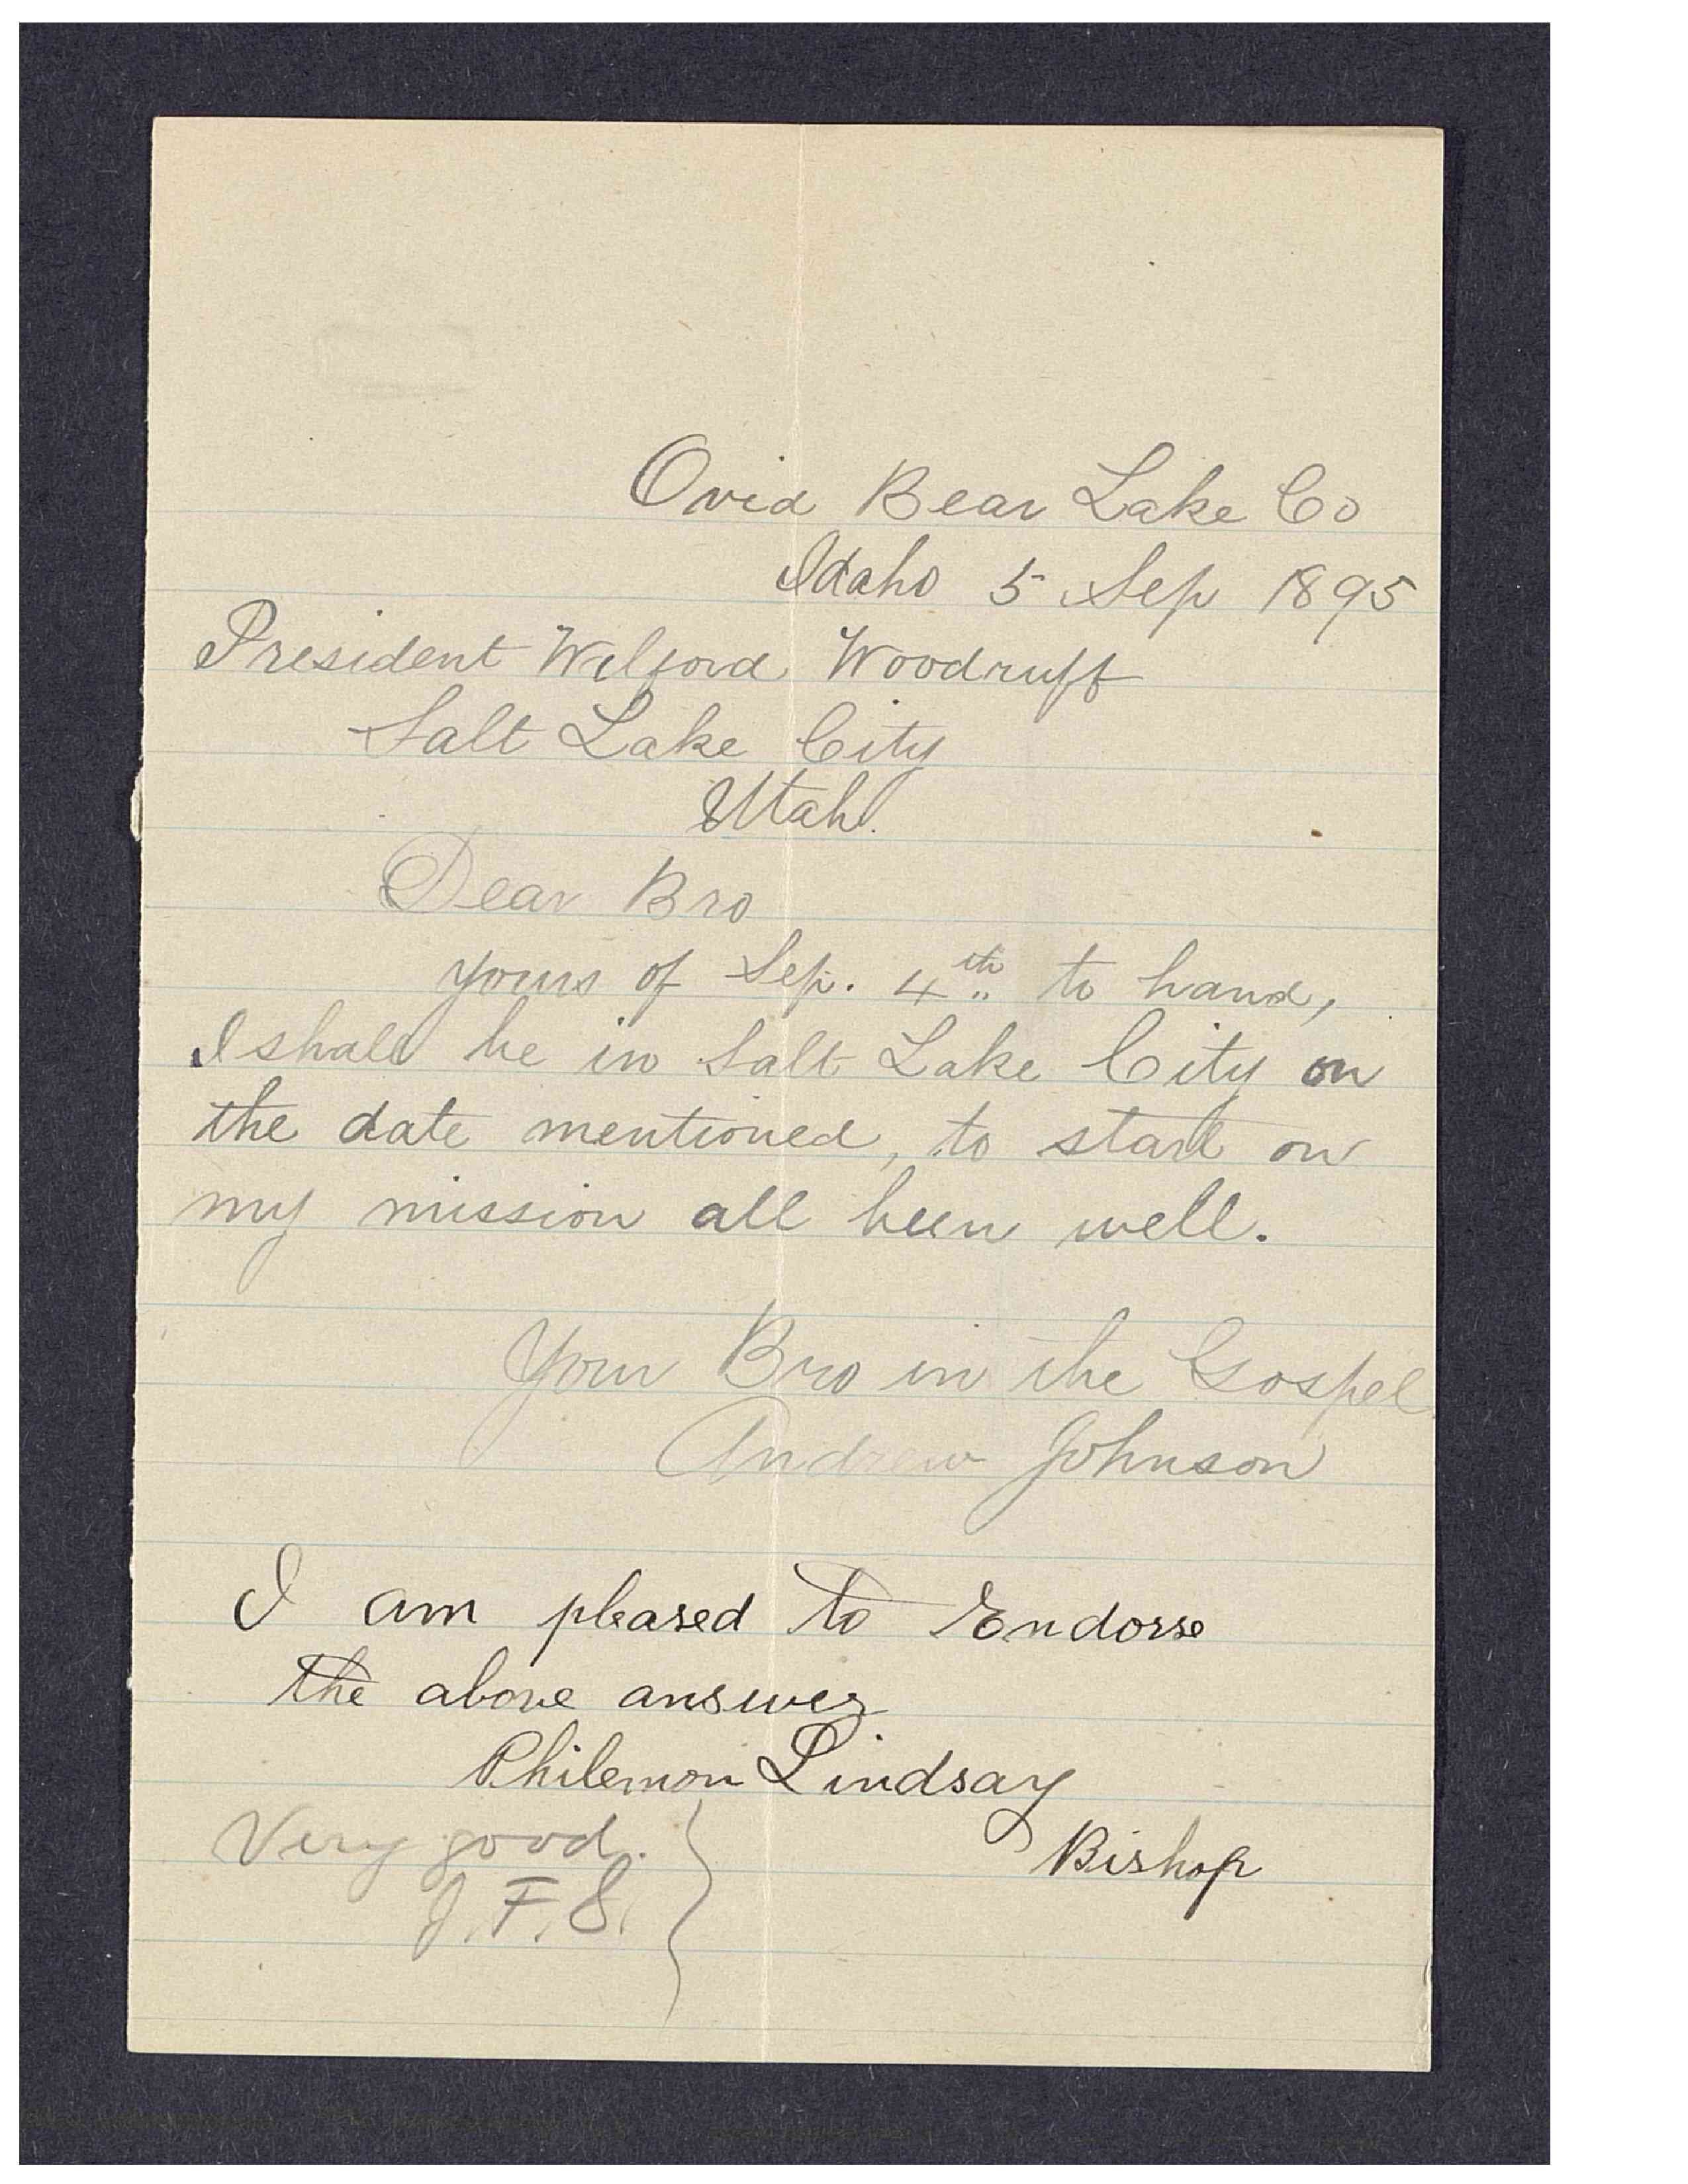 Ovid Bear Lake Co
Idaho 5 Sep 1895
President Wilford Woodruff
Salt Lake City
Utah.
Dear Bro
yours of Sep. 4th to hand,
I shall be in Salt Lake City on
the date mentioned, to start on
my mission all been well.
Your Bro in the Gospel
Andrew Johnson
I am pleased to Endorse
the above answer
Philemon Lindsay
Bishop
Very good.
J. F. S.